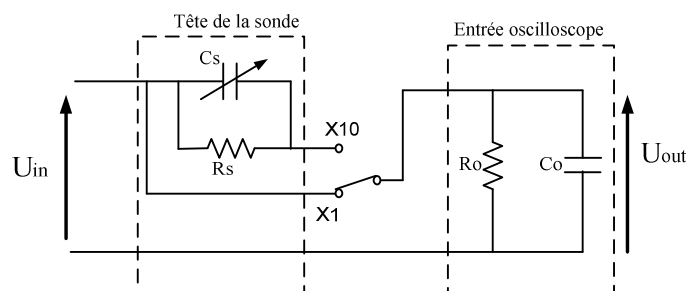 Tête de la sonde
Entrée oscilloscope
Cs
X10
Uin
Rs
Ro
Co
Uout
X1